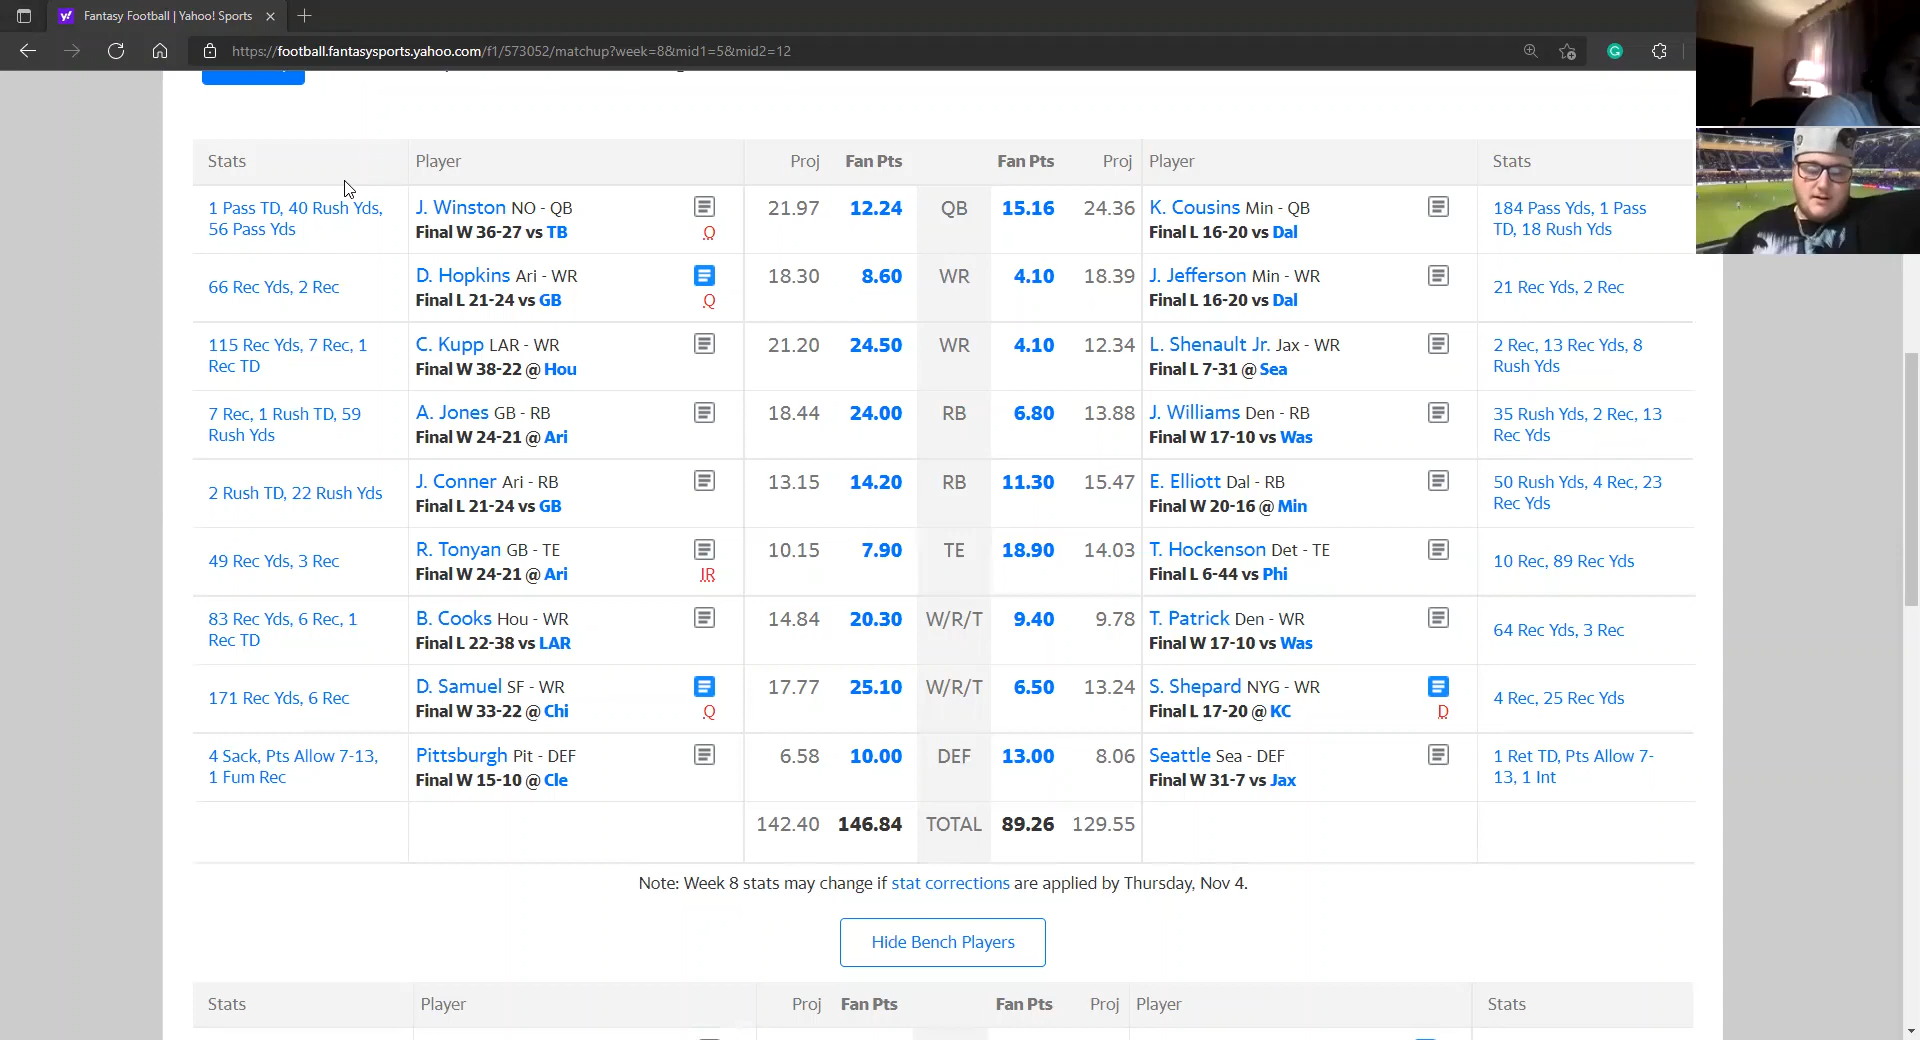 Fantasy Football | Yahoo! Sports
https://football.fantasysports.yahoo.com/f1/573052/matchup?week=8&mid1=5&mid2=12
Stats Player Proj Fan Pts Fan Pts Proj Player Stats
1 Pass TD, 40 Rush Yds, 56 Pass Yds
J. Winston NO - QB
Final W 36-27 vs TB
Q
21.97 12.24 QB 15.16 24.36
K. Cousins Min - QB
Final L 16-20 vs Dal
184 Pass Yds, 1 Pass TD, 18 Rush Yds
66 Rec Yds, 2 Rec
D. Hopkins Ari - WR
Final L 21-24 vs GB
Q
18.30 8.60 WR 4.10 18.39
J. Jefferson Min - WR
Final L 16-20 vs Dal
21 Rec Yds, 2 Rec
115 Rec Yds, 7 Rec, 1 Rec TD
C. Kupp LAR - WR
Final W 38-22 @ Hou
21.20 24.50 WR 4.10 12.34
L. Shenault Jr. Jax - WR
Final L 7-31 @ Sea
2 Rec, 13 Rec Yds, 8 Rush Yds
7 Rec, 1 Rush TD, 59 Rush Yds
A. Jones GB - RB
Final W 24-21 @ Ari
18.44 24.00 RB 6.80 13.88
J. Williams Den - RB
Final W 17-10 vs Was
35 Rush Yds, 2 Rec, 13 Rec Yds
2 Rush TD, 22 Rush Yds
J. Conner Ari - RB
Final L 21-24 vs GB
13.15 14.20 RB 11.30 15.47
E. Elliott Dal - RB
Final W 20-16 @ Min
50 Rush Yds, 4 Rec, 23 Rec Yds
49 Rec Yds, 3 Rec
R. Tonyan GB - TE
Final W 24-21 @ Ari
IR
10.15 7.90 TE 18.90 14.03
T. Hockenson Det - TE
Final L 6-44 vs Phi
10 Rec, 89 Rec Yds
83 Rec Yds, 6 Rec, 1 Rec TD
B. Cooks Hou - WR
Final L 22-38 vs LAR
14.84 20.30 W/R/T 9.40 9.78
T. Patrick Den - WR
Final W 17-10 vs Was
64 Rec Yds, 3 Rec
171 Rec Yds, 6 Rec
D. Samuel SF - WR
Final W 33-22 @ Chi
Q
17.77 25.10 W/R/T 6.50 13.24
S. Shepard NYG - WR
Final L 17-20 @ KC
D
4 Rec, 25 Rec Yds
4 Sack, Pts Allow 7-13, 1 Fum Rec
Pittsburgh Pit - DEF
Final W 15-10 @ Cle
6.58 10.00 DEF 13.00 8.06
Seattle Sea - DEF
Final W 31-7 vs Jax
1 Ret TD, Pts Allow 7-13, 1 Int
142.40 146.84 TOTAL 89.26 129.55
Note: Week 8 stats may change if stat corrections are applied by Thursday, Nov 4.
Hide Bench Players
Stats Player Proj Fan Pts Fan Pts Proj Player Stats